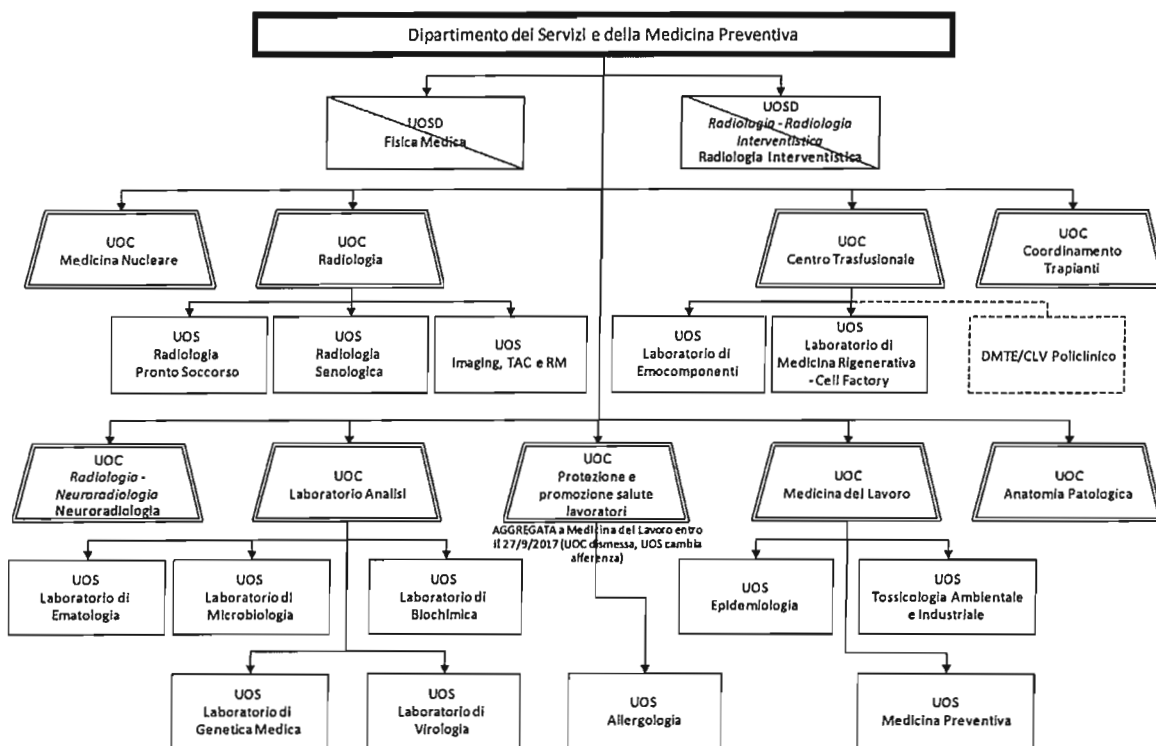 Dipartimento dei Servizi e della Medicina Preventiva
UOSD
Fisica Medica
UOSD
Radiologia - Radiologia
Interventistica
Radiologia Interventistica
UOC
Medicina Nucleare
UOC
Radiologia
UOC
Centro Trasfusionale
UOC
Coordinamento
Trapianti
UOS
Radiologia
Pronto Soccorso
UOS
Radiologia
Senologica
UOS
Imaging, TAC e RM
UOS
Laboratorio di
Emocomponenti
UOS
Laboratorio di
Medicina Rigenerativa
- Cell Factory
DMTE/CLV Policlinico
UOC
Radiologia -
Neuroradiologia
Neuroradiologia
UOC
Laboratorio Analisi
UOC
Protezione e
promozione salute
lavoratori
UOC
Medicina del Lavoro
UOC
Anatomia Patologica
AGGREGATA a Medicina del Lavoro entro
il 27/9/2017 (UOC dismessa, UOS cambia
afferenza)
UOS
Laboratorio di
Ematologia
UOS
Laboratorio di
Microbiologia
UOS
Laboratorio di
Biochimica
UOS
Epidemiologia
UOS
Tossicologia Ambientale
e Industriale
UOS
Laboratorio di
Genetica Medica
UOS
Laboratorio di
Virologia
UOS
Allergologia
UOS
Medicina Preventiva